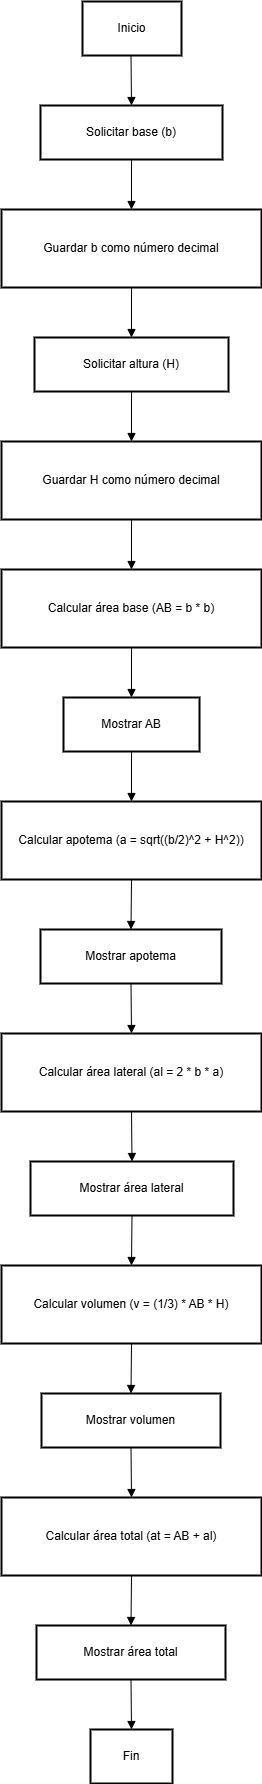 Inicio
Solicitar base (b)
Guardar b como número decimal
Solicitar altura (H)
Guardar H como número decimal
Calcular área base (AB = b * b)
Mostrar AB
Calcular apotema (a = sqrt((b/2)^2 + H^2))
Mostrar apotema
Calcular área lateral (al = 2 * b * a)
Mostrar área lateral
Calcular volumen (v = (1/3) * AB * H)
Mostrar volumen
Calcular área total (at = AB + al)
Mostrar área total
Fin